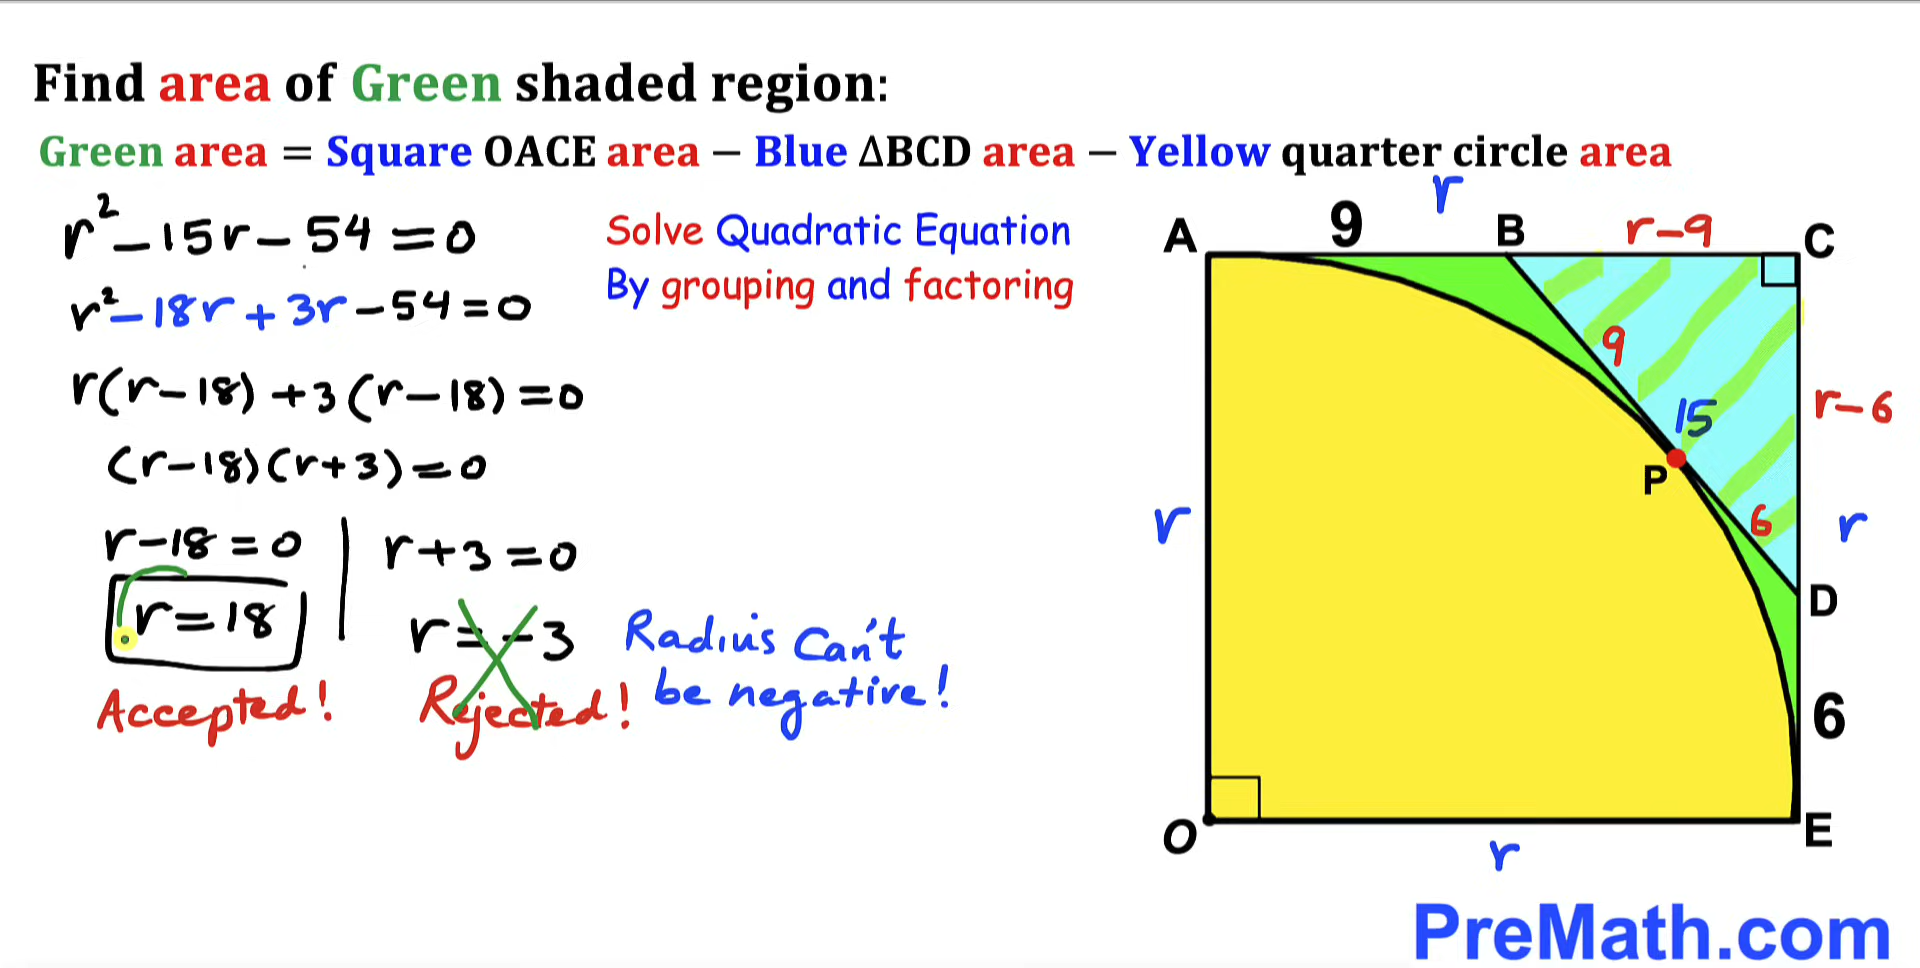 Find area of Green shaded region:
Green area = Square OACE area − Blue ΔBCD area − Yellow quarter circle area
r² − 15r − 54 = 0
r² − 18r + 3r − 54 = 0
r(r − 18) + 3(r − 18) = 0
(r − 18)(r + 3) = 0
r − 18 = 0
r = 18
Accepted!
r + 3 = 0
r = −3
Rejected!
Radius Can't
be negative!
Solve Quadratic Equation
By grouping and factoring
r
A 9 B r−9 C
9
15
r−6
P
6
r
r
D
6
O
E
r
PreMath.com